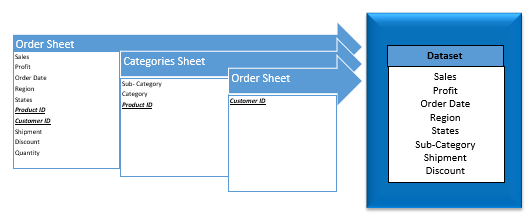 Order Sheet
Sales
Profit
Order Date
Region
States
Product ID
Customer ID
Shipment
Discount
Quantity
Categories Sheet
Sub- Category
Category
Product ID
Order Sheet
Customer ID
Dataset
Sales
Profit
Order Date
Region
States
Sub-Category
Shipment
Discount